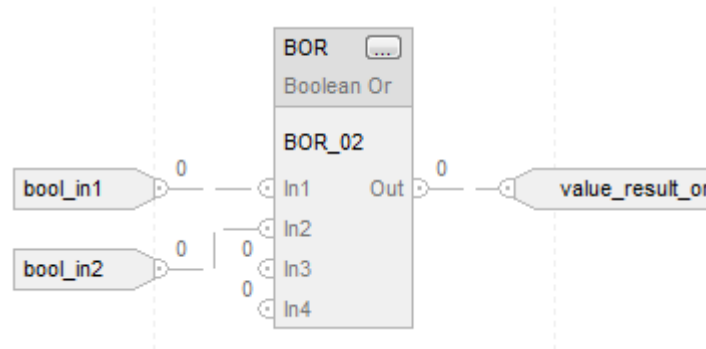 BOR ...
Boolean Or
BOR_02
0 0
bool_in1 In1 Out value_result_or
In2
0 0
bool_in2 In3
0
In4